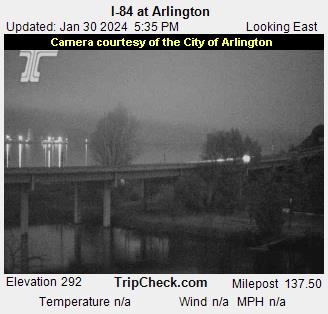 I-84 at Arlington
Updated: Jan 30 2024 5:35 PM Looking East
Camera courtesy of the City of Arlington
Elevation 292 TripCheck.com Milepost 137.50
Temperature n/a Wind n/a MPH n/a